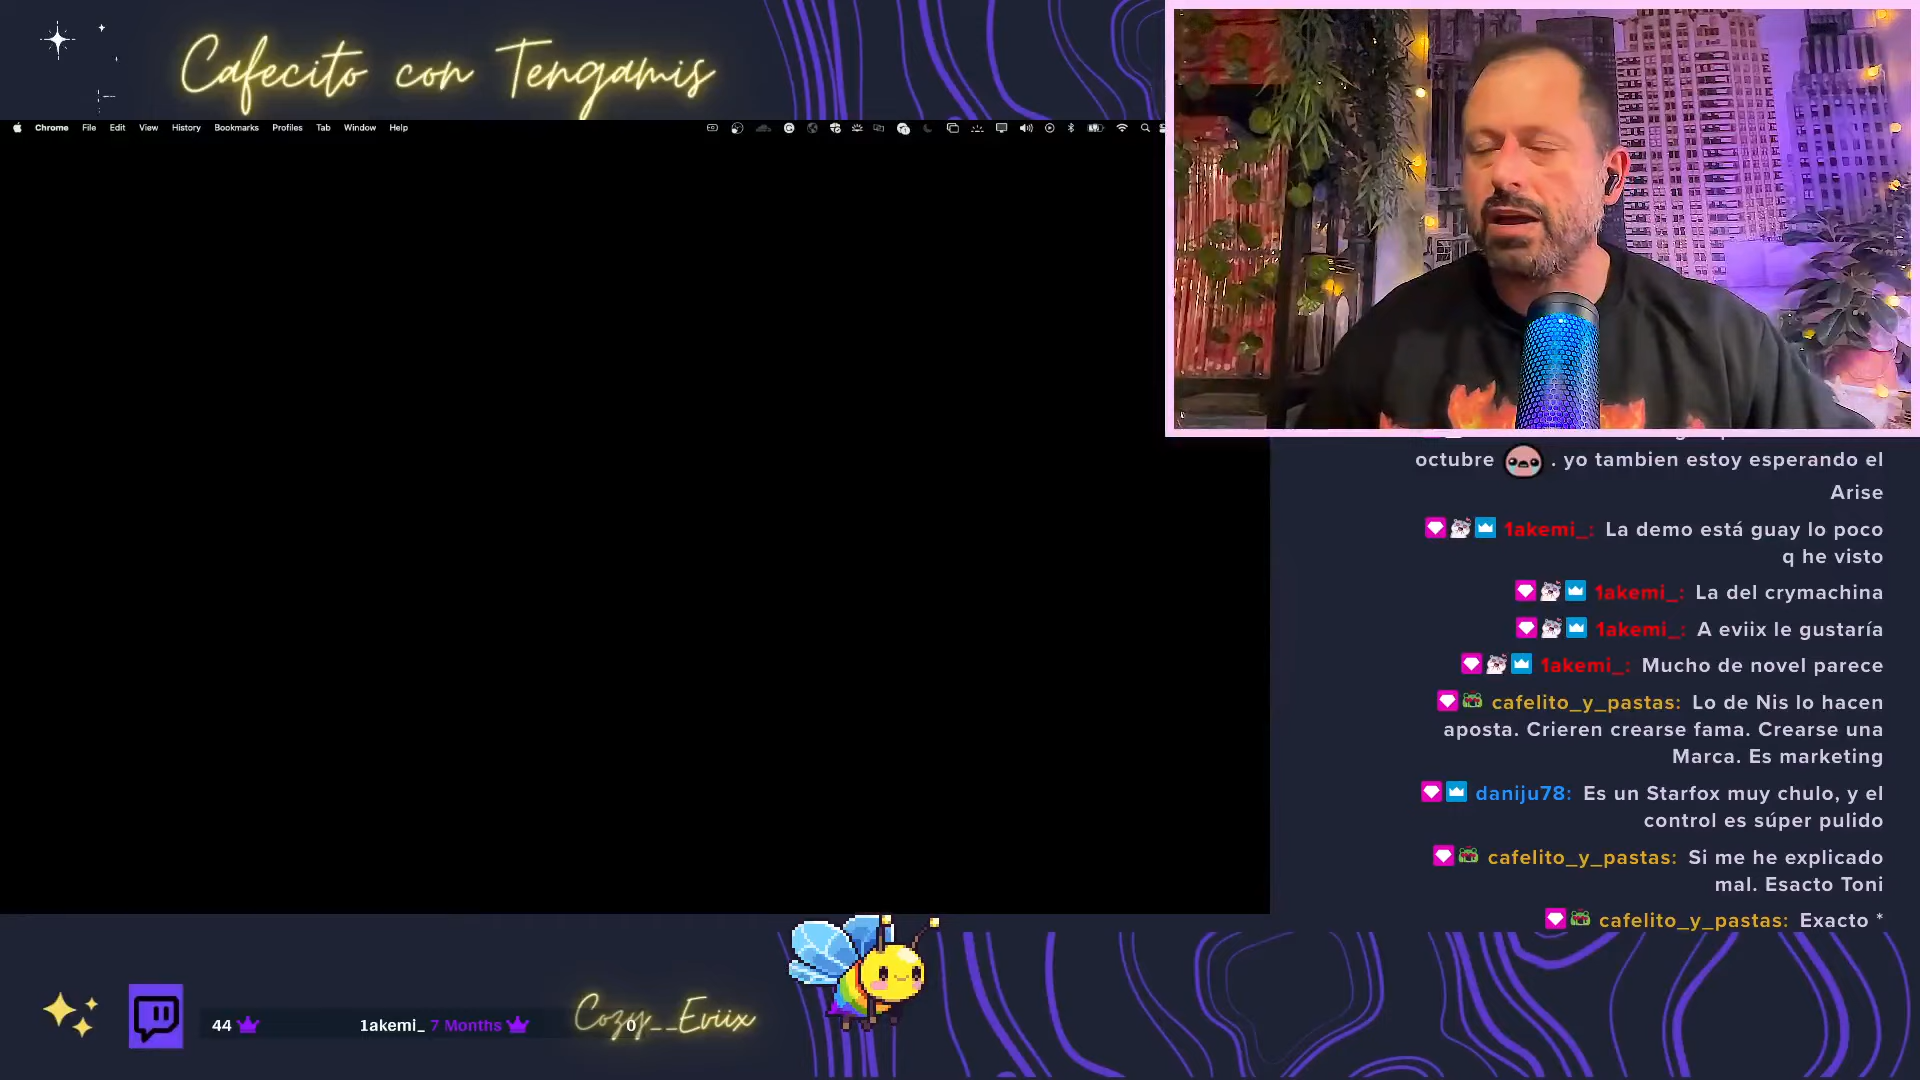 Cafecito con Tengamis
Chrome File Edit View History Bookmarks Profiles Tab Window Help
octubre . yo tambien estoy esperando el
Arise
1akemi_: La demo está guay lo poco
q he visto
1akemi_: La del crymachina
1akemi_: A eviix le gustaría
1akemi_: Mucho de novel parece
cafelito_y_pastas: Lo de Nis lo hacen
aposta. Crieren crearse fama. Crearse una
Marca. Es marketing
daniju78: Es un Starfox muy chulo, y el
control es súper pulido
cafelito_y_pastas: Si me he explicado
mal. Esacto Toni
cafelito_y_pastas: Exacto *
44 1akemi_ 7 Months
Cozy__Eviix
0